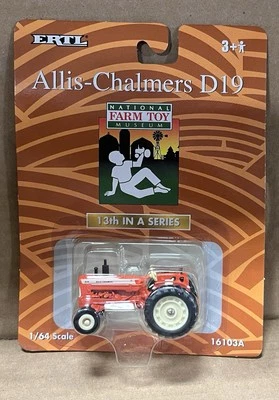 ERTL
3+
Allis-Chalmers D19
NATIONAL
FARM TOY
MUSEUM
13th IN A SERIES
1/64 Scale
16103A